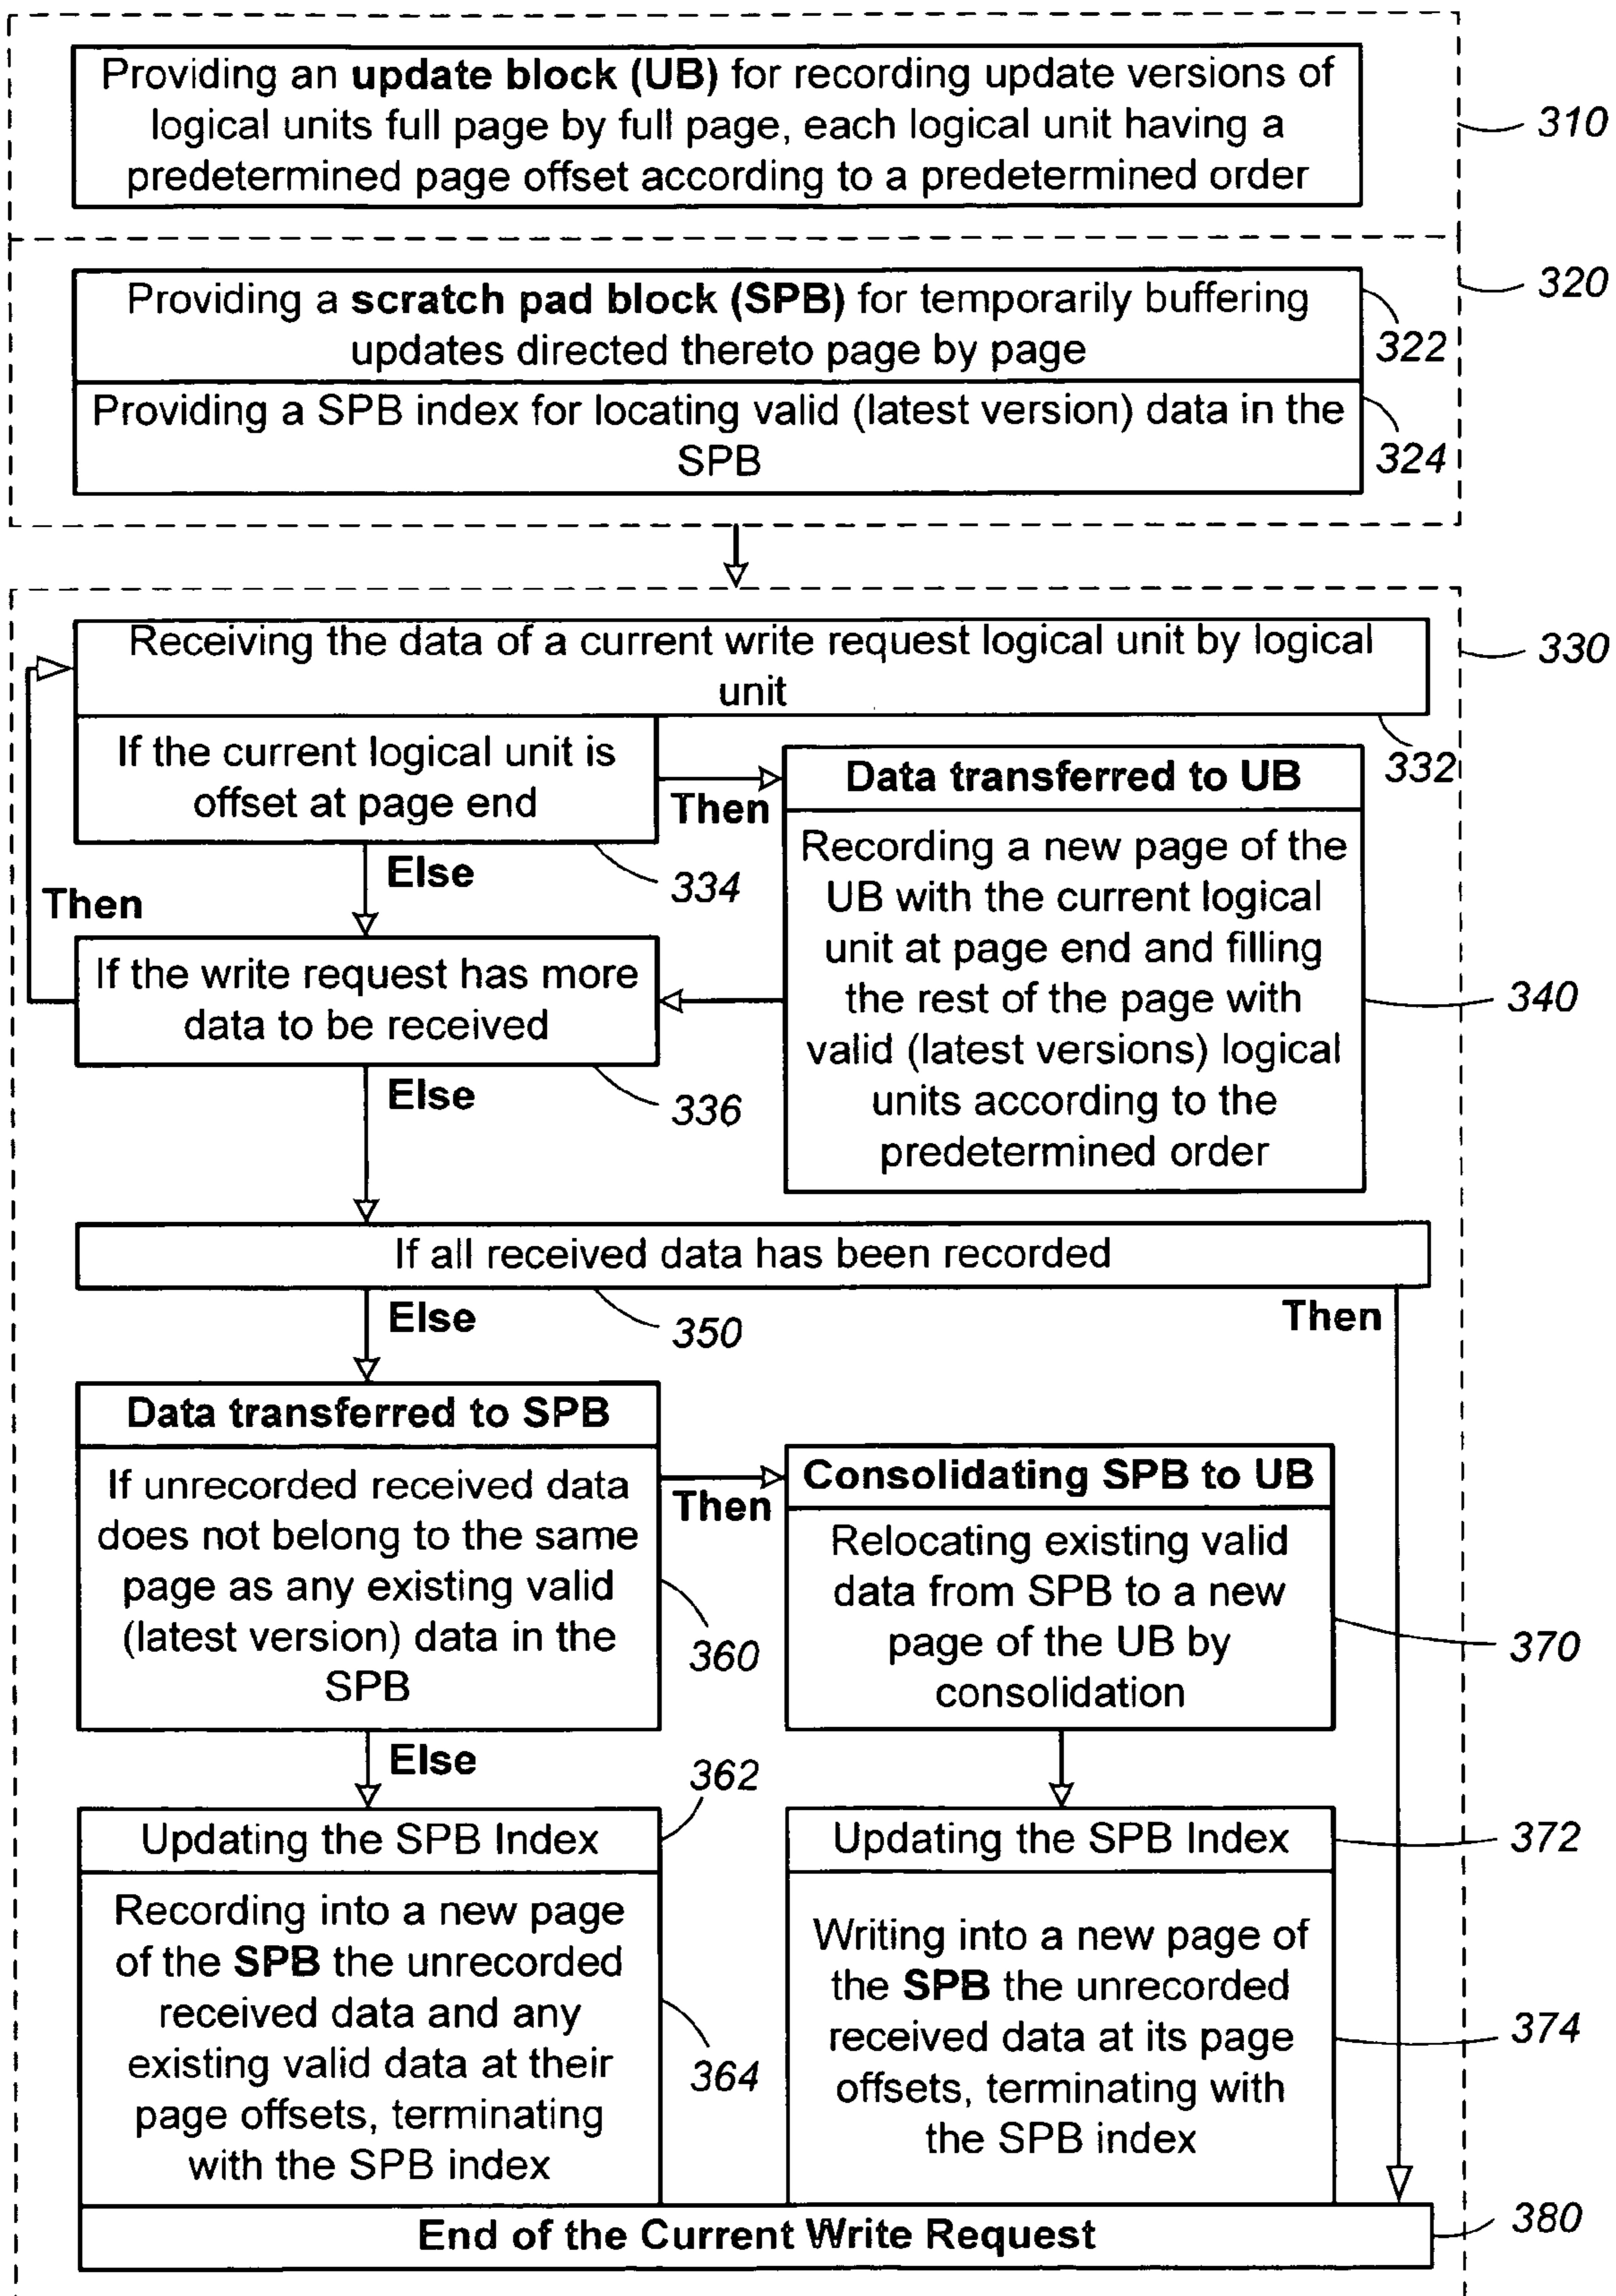 Providing an update block (UB) for recording update versions of
logical units full page by full page, each logical unit having a
predetermined page offset according to a predetermined order
310
320
Providing a scratch pad block (SPB) for temporarily buffering
updates directed thereto page by page
322
Providing a SPB index for locating valid (latest version) data in the
SPB
324
Receiving the data of a current write request logical unit by logical
unit
330
332
If the current logical unit is
offset at page end
Then
Else
334
Data transferred to UB
Recording a new page of the
UB with the current logical
unit at page end and filling
the rest of the page with
valid (latest versions) logical
units according to the
predetermined order
340
Then
If the write request has more
data to be received
Else
336
If all received data has been recorded
Else
350
Then
Data transferred to SPB
If unrecorded received data
does not belong to the same
page as any existing valid
(latest version) data in the
SPB
Then
360
Consolidating SPB to UB
Relocating existing valid
data from SPB to a new
page of the UB by
consolidation
370
Else
362
Updating the SPB Index
Recording into a new page
of the SPB the unrecorded
received data and any
existing valid data at their
page offsets, terminating
with the SPB index
364
Updating the SPB Index
372
Writing into a new page of
the SPB the unrecorded
received data at its page
offsets, terminating with
the SPB index
374
End of the Current Write Request
380